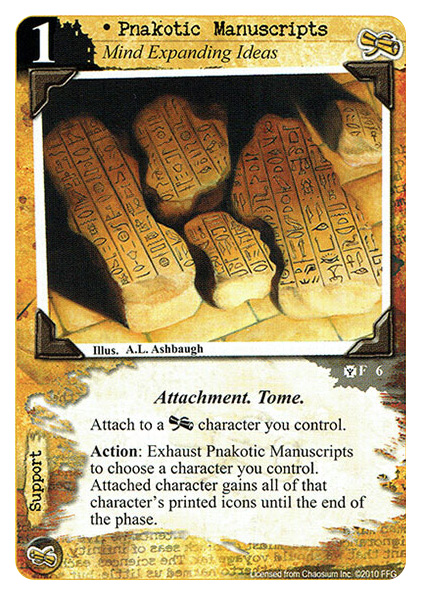 1
• Pnakotic Manuscripts
Mind Expanding Ideas
Illus. A.L. Ashbaugh
F 6
Attachment. Tome.
Attach to a character you control.
Action: Exhaust Pnakotic Manuscripts
to choose a character you control.
Attached character gains all of that
character's printed icons until the end of
the phase.
Support
Licensed from Chaosium Inc. ©2010 FFG